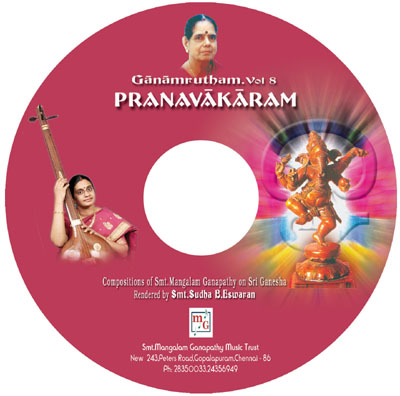 Gānāmrutham.Vol 8
PRANAVĀKĀRAM
Compositions of Smt.Mangalam Ganapathy on Sri Ganesha
Rendered by Smt.Sudha B.Eswaran
m
G
Smt.Mangalam Ganapathy Music Trust
New 243,Peters Road,Gopalapuram,Chennai - 86
Ph: 28350033,24356949